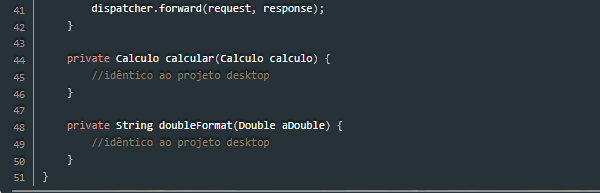 41 dispatcher.forward(request, response);
42 }
43
44 private Calculo calcular(Calculo calculo) {
45 //idêntico ao projeto desktop
46 }
47
48 private String doubleFormat(Double aDouble) {
49 //idêntico ao projeto desktop
50 }
51 }